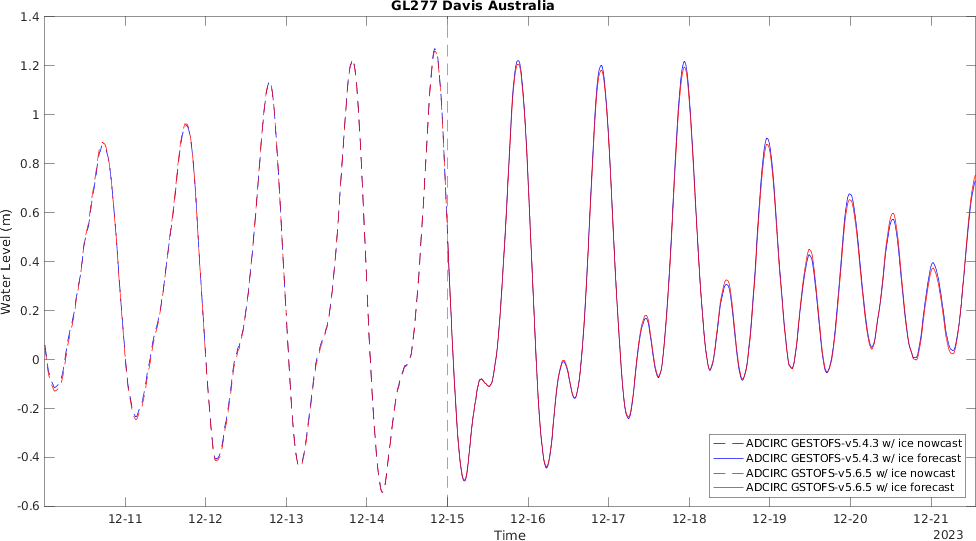 GL277 Davis Australia
Water Level (m)
1.4
1.2
1
0.8
0.6
0.4
0.2
0
-0.2
-0.4
-0.6
ADCIRC GESTOFS-v5.4.3 w/ ice nowcast
ADCIRC GESTOFS-v5.4.3 w/ ice forecast
ADCIRC GSTOFS-v5.6.5 w/ ice nowcast
ADCIRC GSTOFS-v5.6.5 w/ ice forecast
12-11 12-12 12-13 12-14 12-15 12-16 12-17 12-18 12-19 12-20 12-21
Time
2023